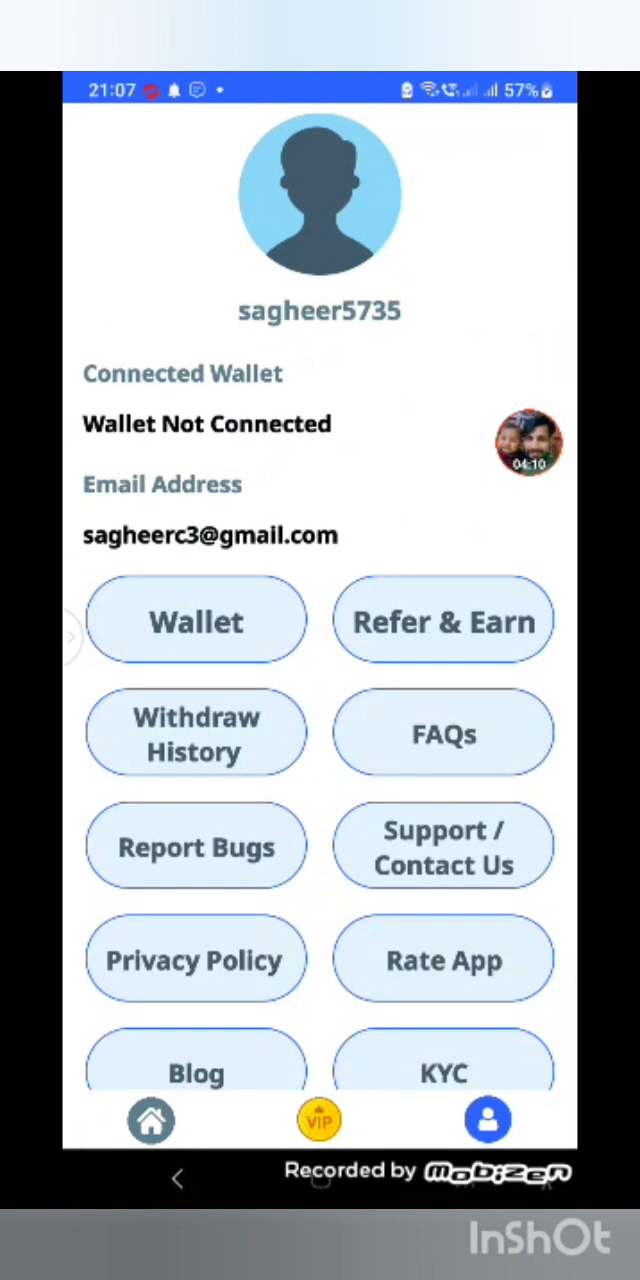 21:07 57%
sagheer5735
Connected Wallet
Wallet Not Connected
04:10
Email Address
sagheerc3@gmail.com
Wallet
Refer & Earn
Withdraw
History
FAQs
Report Bugs
Support /
Contact Us
Privacy Policy
Rate App
Blog
KYC
VIP
Recorded by mobizen
InShOt